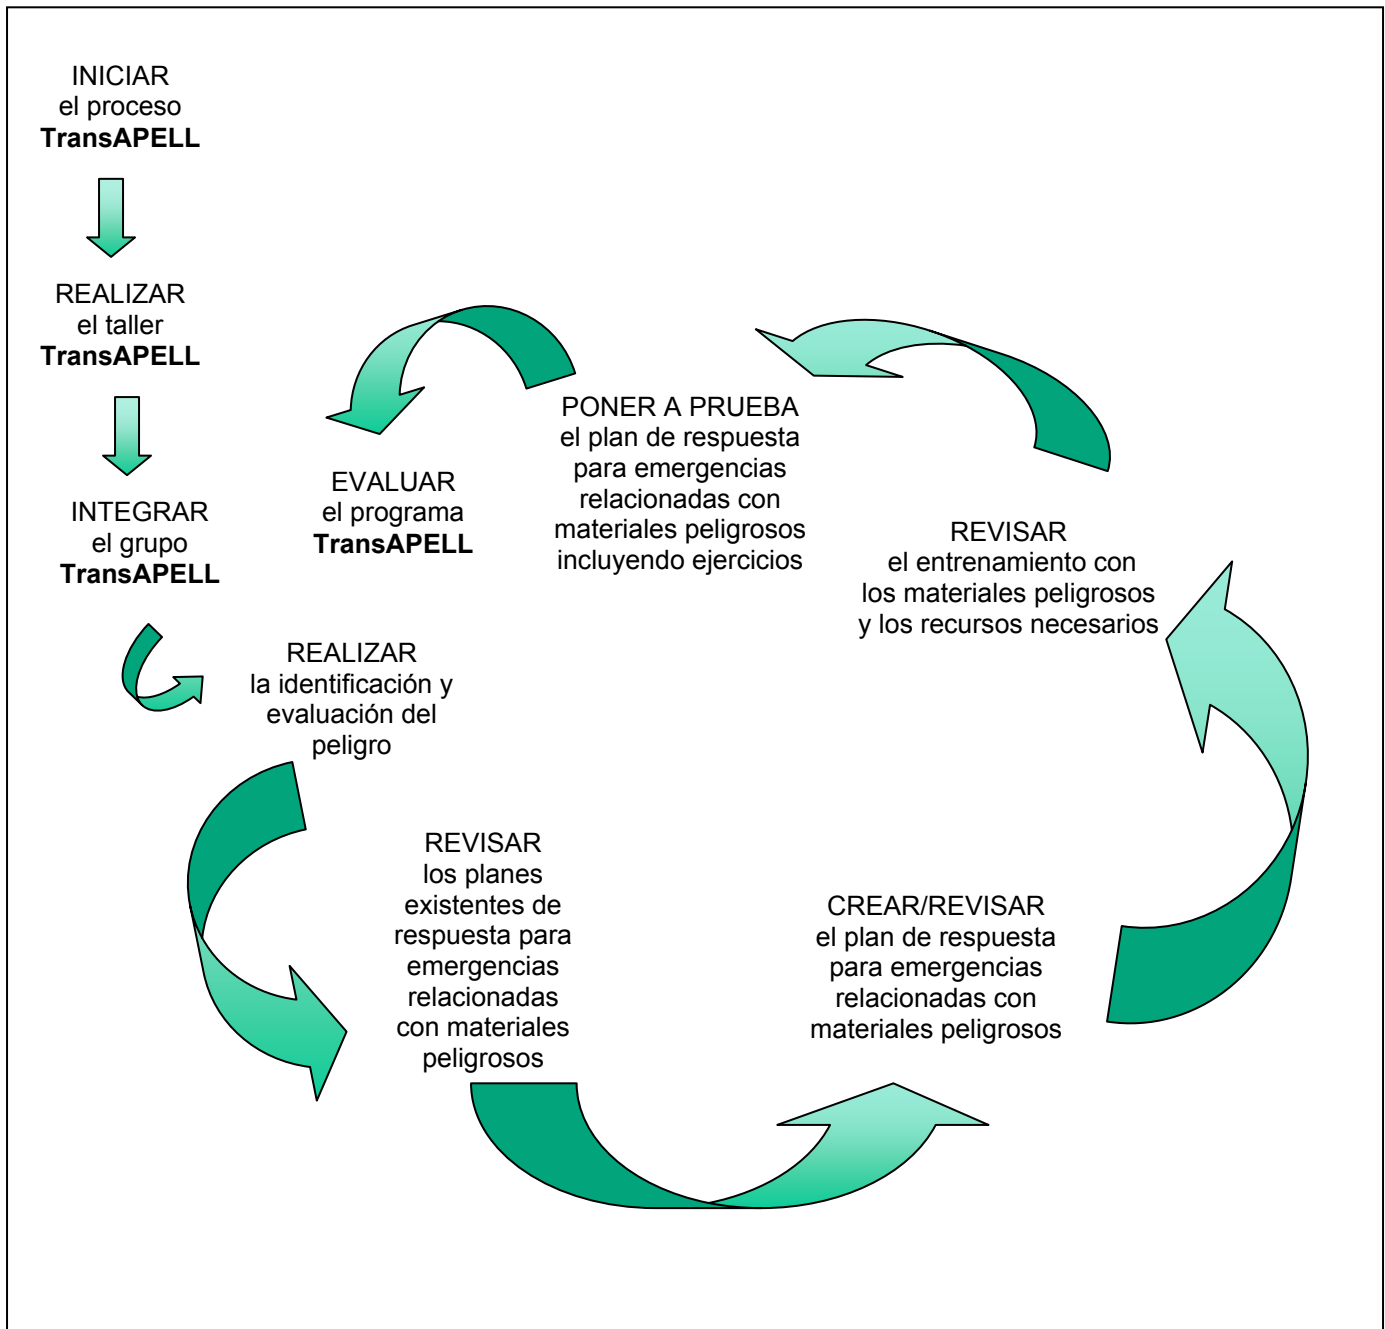 INICIAR
el proceso
TransAPELL
REALIZAR
el taller
TransAPELL
INTEGRAR
el grupo
TransAPELL
REALIZAR
la identificación y
evaluación del
peligro
REVISAR
los planes
existentes de
respuesta para
emergencias
relacionadas
con materiales
peligrosos
CREAR/REVISAR
el plan de respuesta
para emergencias
relacionadas con
materiales peligrosos
REVISAR
el entrenamiento con
los materiales peligrosos
y los recursos necesarios
PONER A PRUEBA
el plan de respuesta
para emergencias
relacionadas con
materiales peligrosos
incluyendo ejercicios
EVALUAR
el programa
TransAPELL